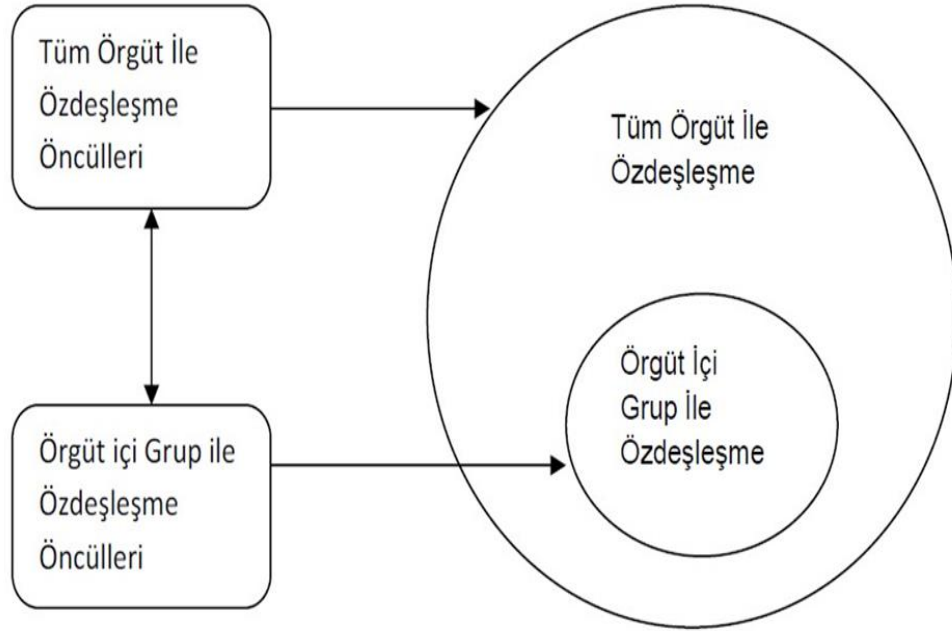 Tüm Örgüt İle
Özdeşleşme
Öncülleri
Tüm Örgüt İle
Özdeşleşme
Örgüt İçi
Grup İle
Özdeşleşme
Örgüt içi Grup ile
Özdeşleşme
Öncülleri